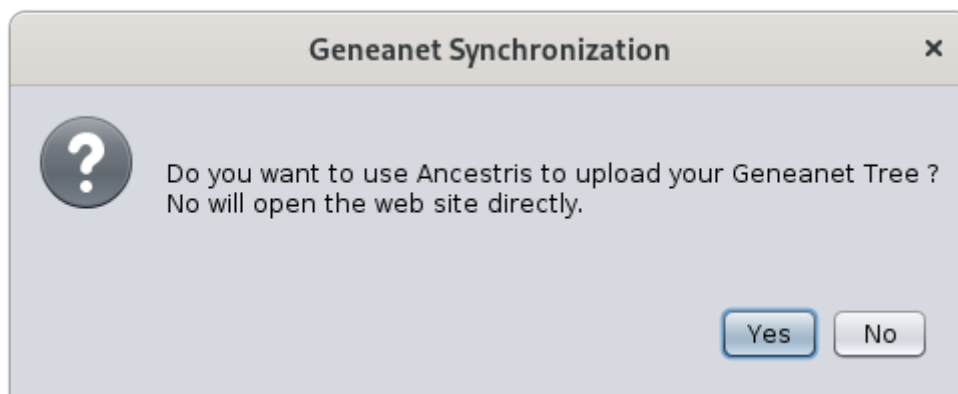 Geneanet Synchronization
Do you want to use Ancestris to upload your Geneanet Tree ?
No will open the web site directly.
Yes No